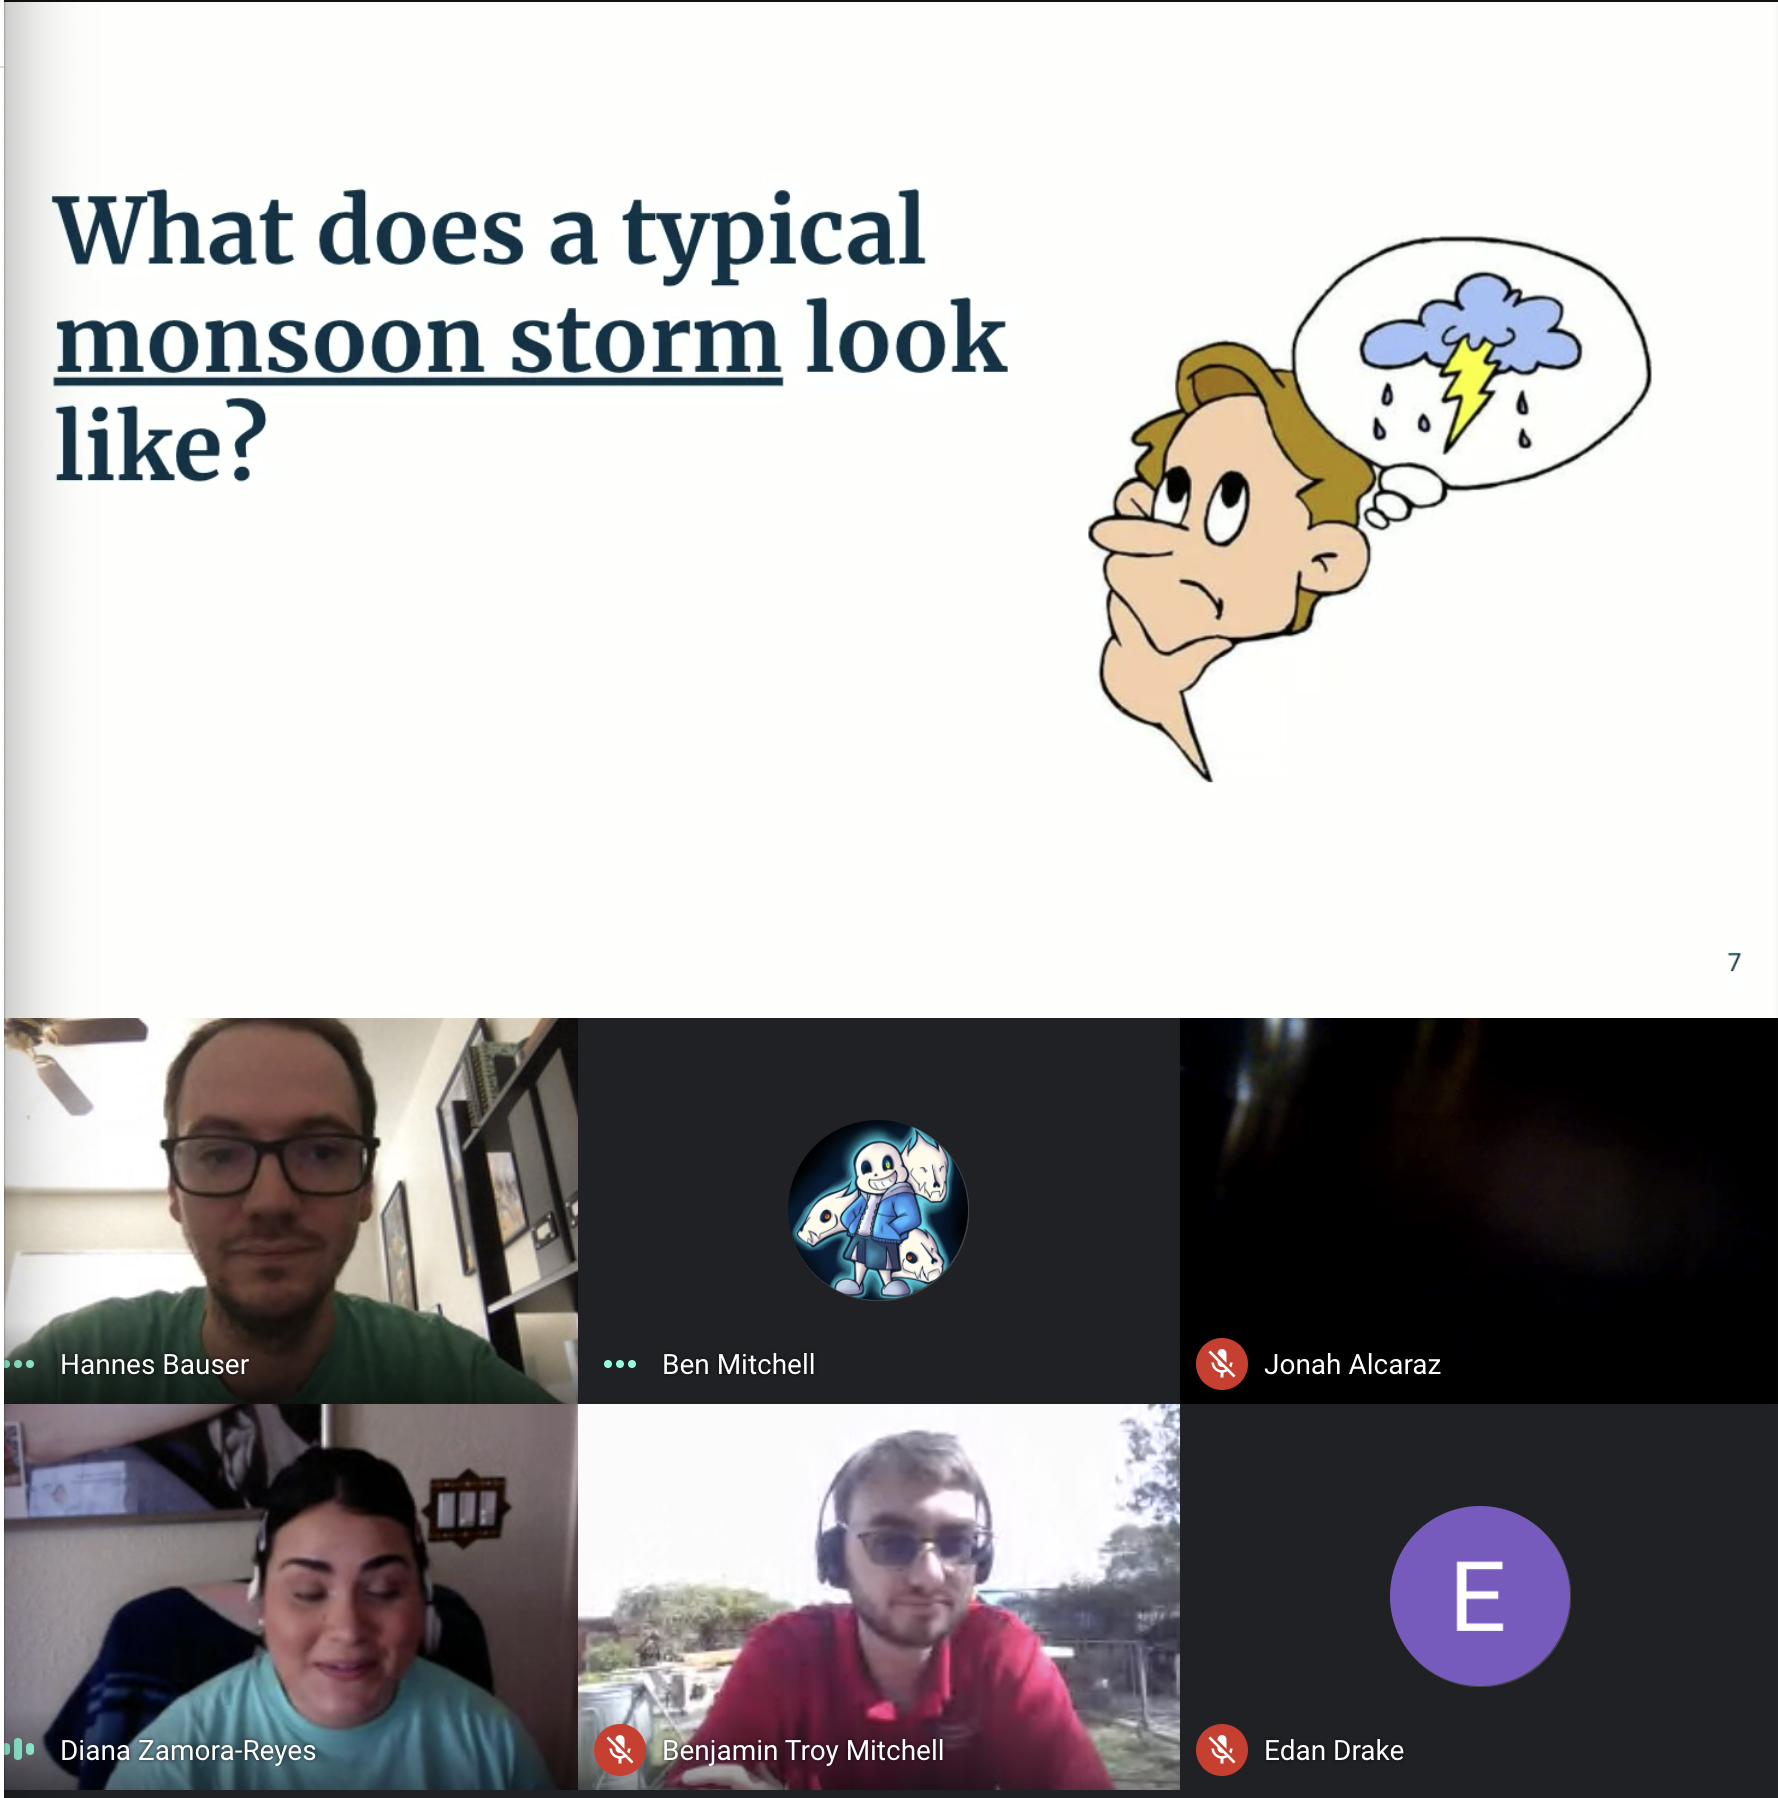 What does a typical
monsoon storm look
like?
7
Hannes Bauser
Ben Mitchell
Jonah Alcaraz
Diana Zamora-Reyes
Benjamin Troy Mitchell
E
Edan Drake